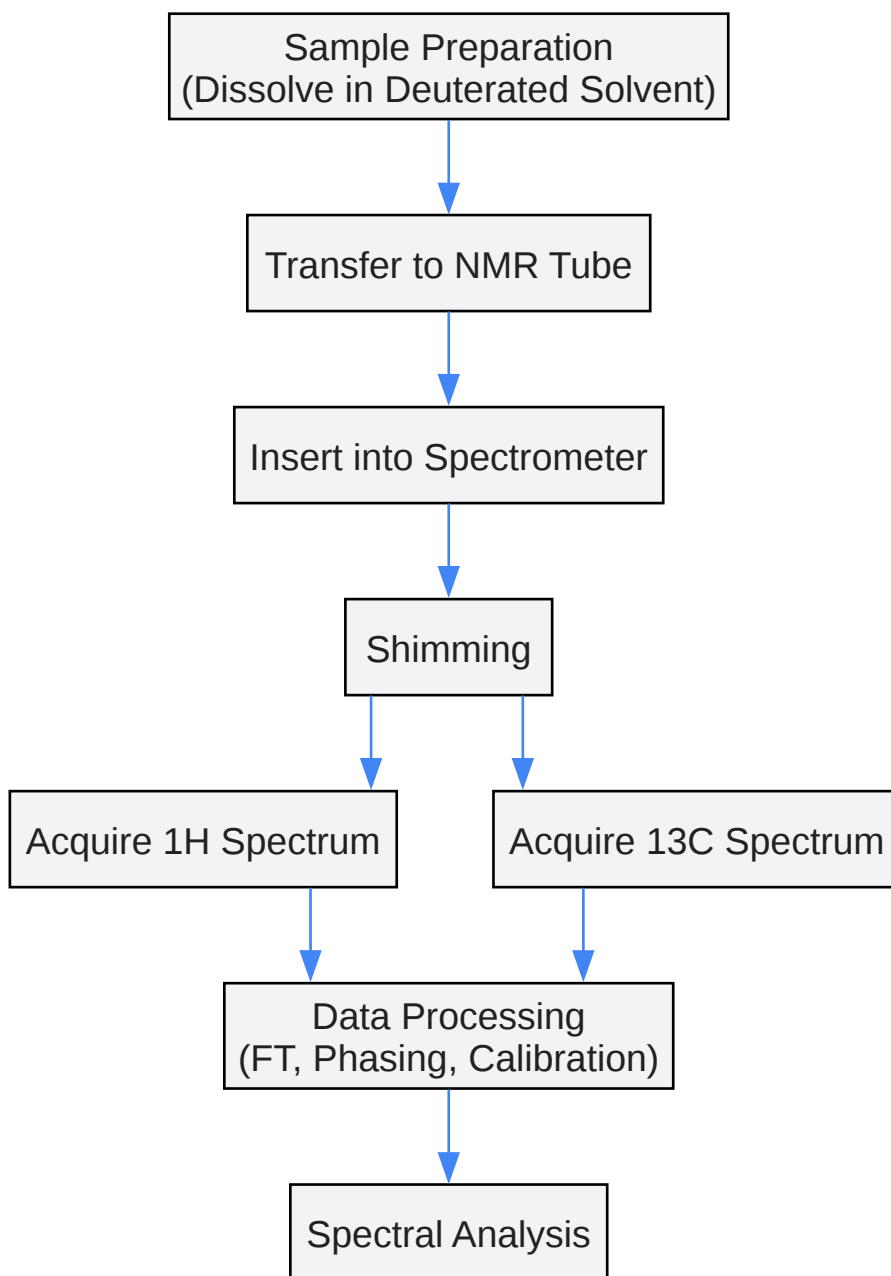 Sample Preparation
(Dissolve in Deuterated Solvent)
Transfer to NMR Tube
Insert into Spectrometer
Shimming
Acquire 1H Spectrum
Acquire 13C Spectrum
Data Processing
(FT, Phasing, Calibration)
Spectral Analysis